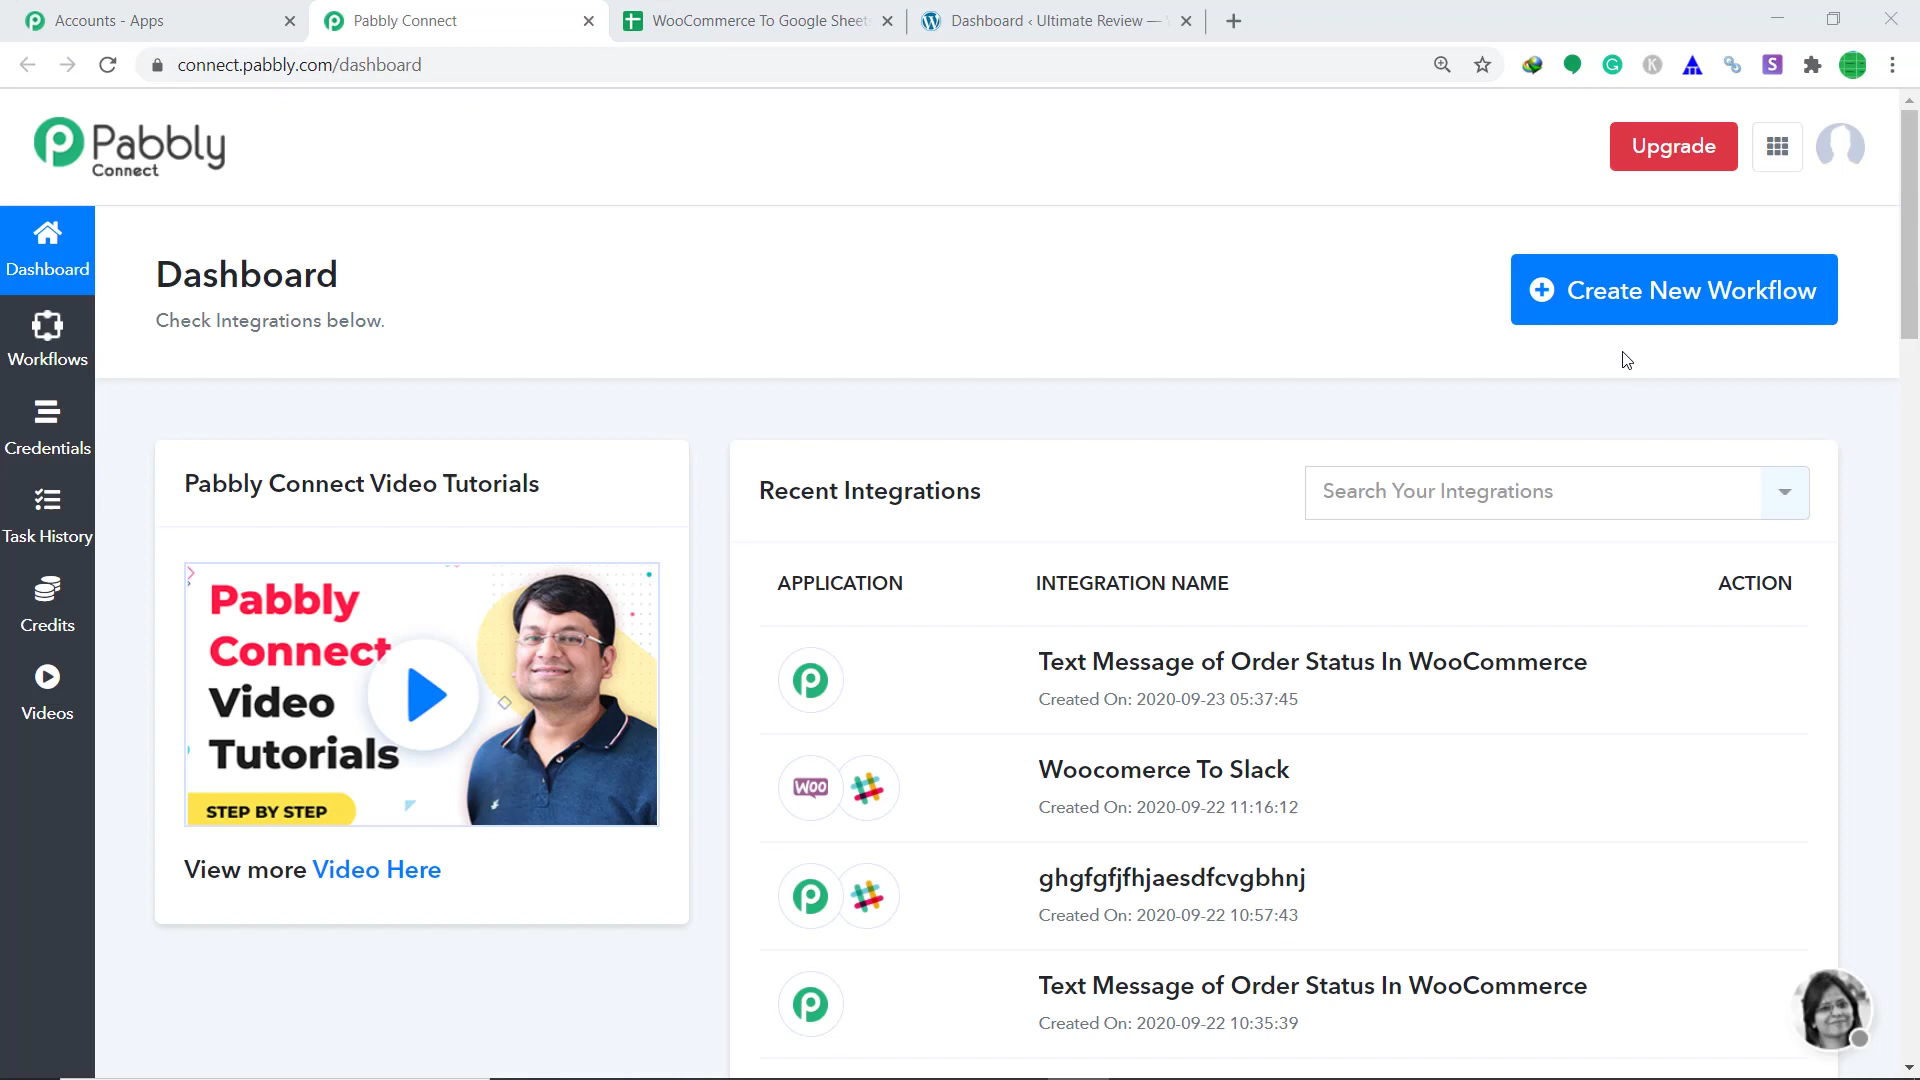 Accounts - Apps
Pabbly Connect
WooCommerce To Google Sheet
Dashboard ‹ Ultimate Review —
connect.pabbly.com/dashboard
Pabbly
Connect
Upgrade
Dashboard
Workflows
Credentials
Task History
Credits
Videos
Dashboard
Check Integrations below.
Create New Workflow
Pabbly Connect Video Tutorials
Pabbly
Connect
Video
Tutorials
STEP BY STEP
View more Video Here
Recent Integrations
Search Your Integrations
APPLICATION INTEGRATION NAME ACTION
Text Message of Order Status In WooCommerce
Created On: 2020-09-23 05:37:45
Woo
Woocomerce To Slack
Created On: 2020-09-22 11:16:12
ghgfgfjfhjaesdfcvgbhnj
Created On: 2020-09-22 10:57:43
Text Message of Order Status In WooCommerce
Created On: 2020-09-22 10:35:39